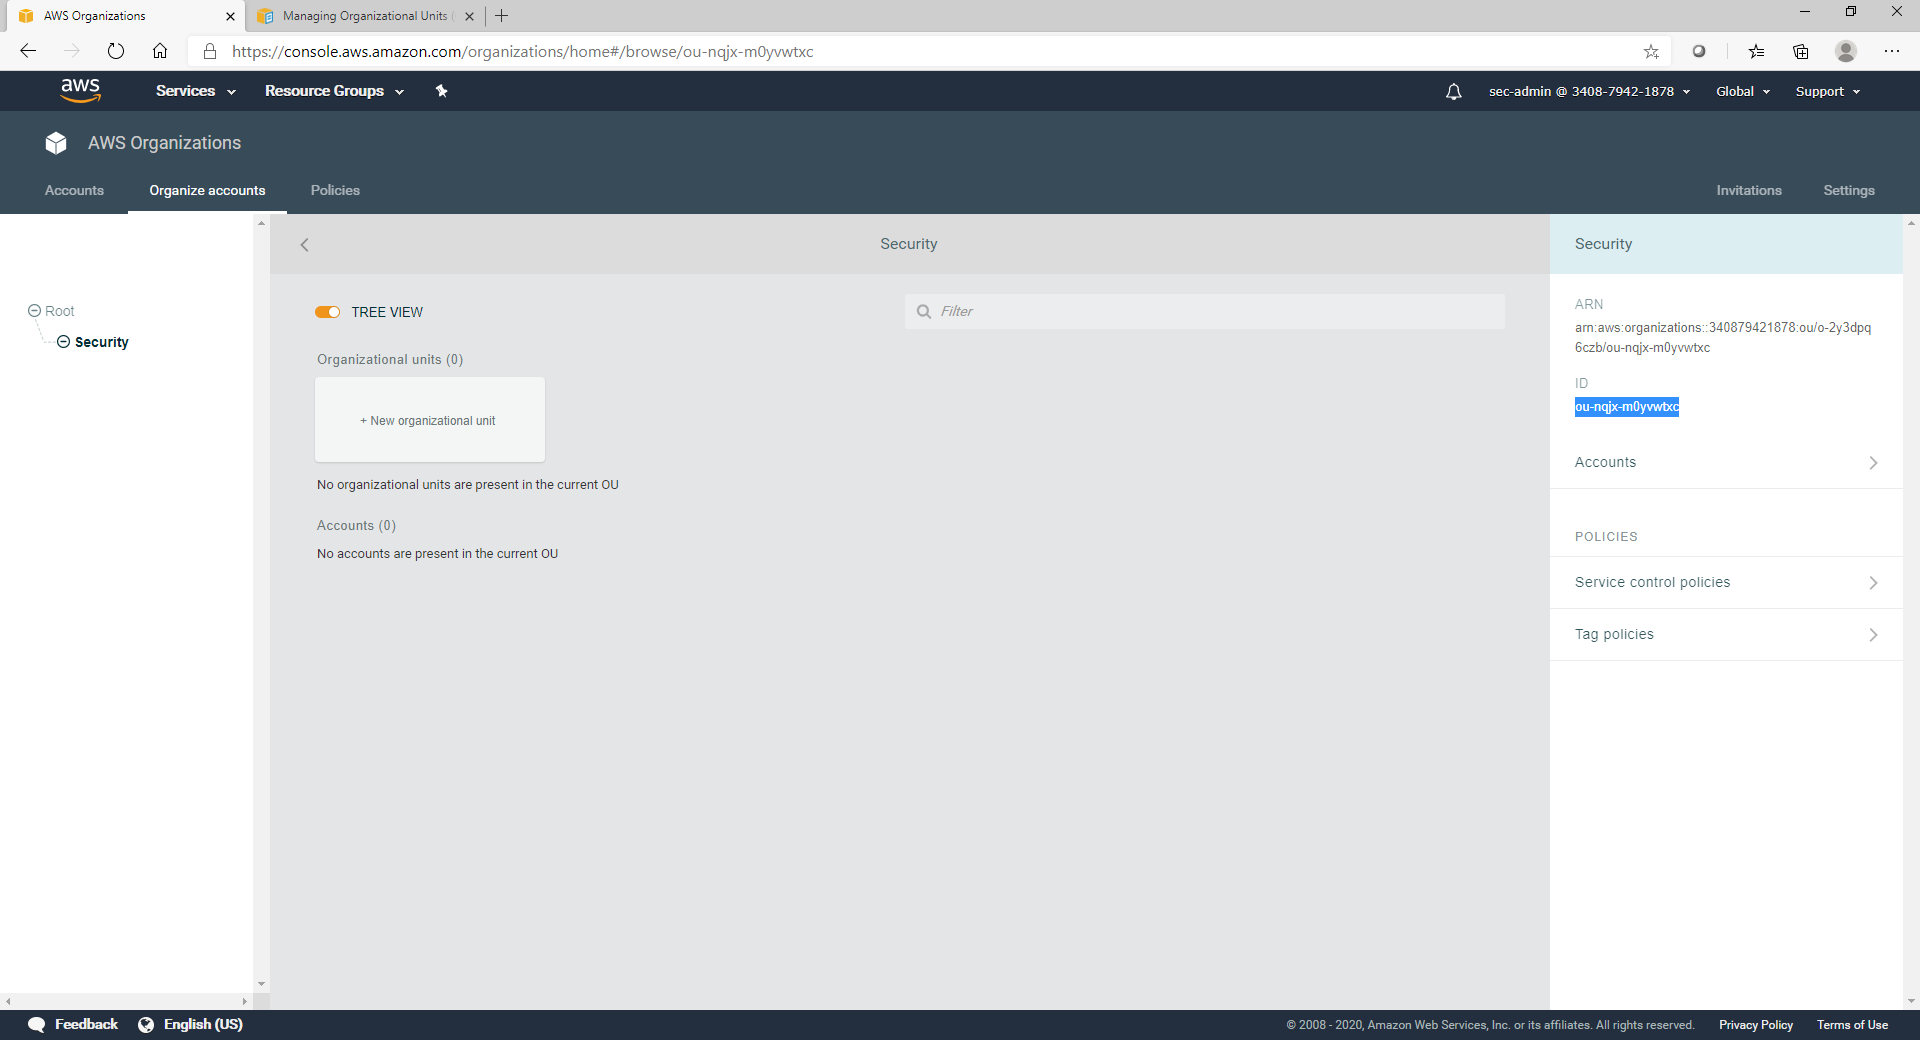 AWS Organizations
Managing Organizational Units
https://console.aws.amazon.com/organizations/home#/browse/ou-nqjx-m0yvwtxc
aws
Services
Resource Groups
sec-admin @ 3408-7942-1878
Global
Support
AWS Organizations
Accounts
Organize accounts
Policies
Invitations
Settings
Root
Security
Security
TREE VIEW
Filter
Organizational units (0)
+ New organizational unit
No organizational units are present in the current OU
Accounts (0)
No accounts are present in the current OU
Security
ARN
arn:aws:organizations::340879421878:ou/o-2y3dpq
6czb/ou-nqjx-m0yvwtxc
ID
ou-nqjx-m0yvwtxc
Accounts
POLICIES
Service control policies
Tag policies
Feedback
English (US)
© 2008 - 2020, Amazon Web Services, Inc. or its affiliates. All rights reserved.
Privacy Policy
Terms of Use